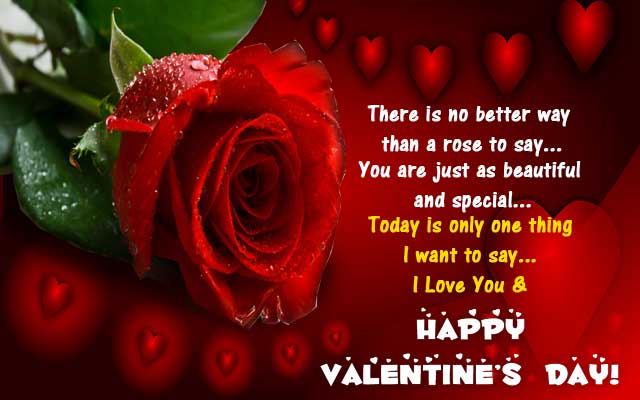 There is no better way
than a rose to say...
You are just as beautiful
and special...
Today is only one thing
I want to say...
I Love You &
HAPPY
VALENTINE'S DAY!